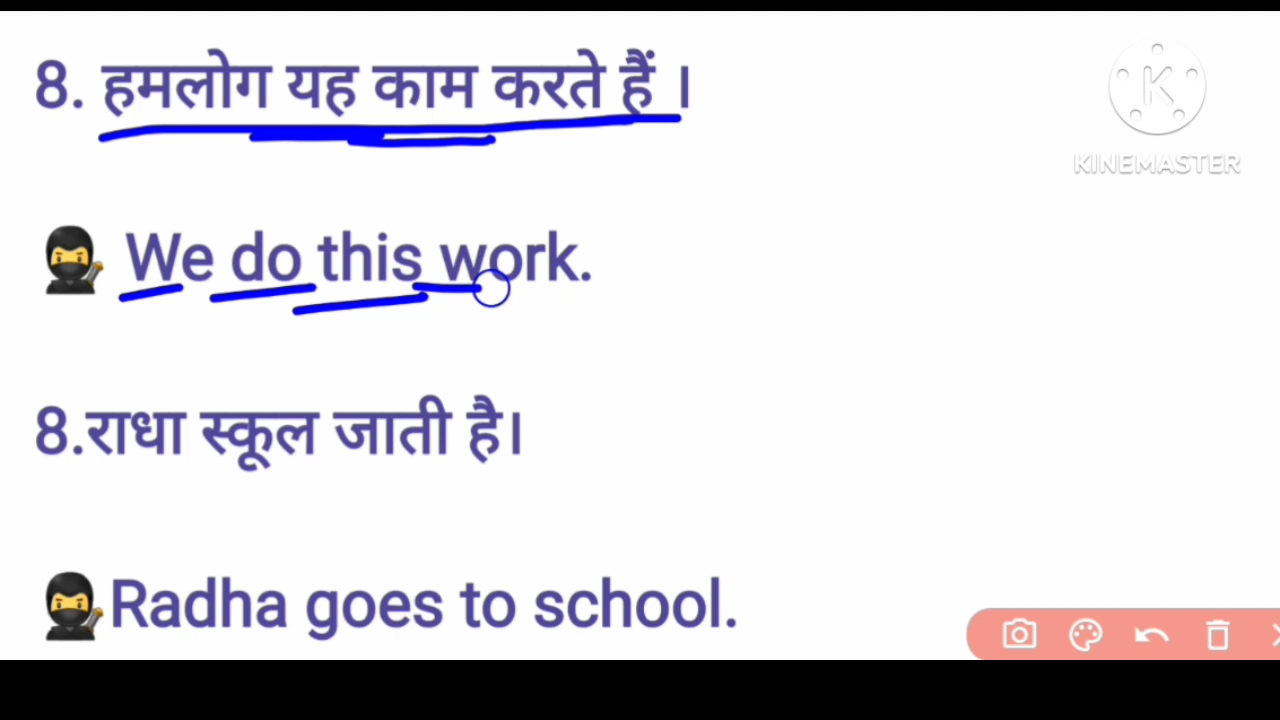 8. हमलोग यह काम करते हैं ।
KINEMASTER
We do this work.
8.राधा स्कूल जाती है।
Radha goes to school.